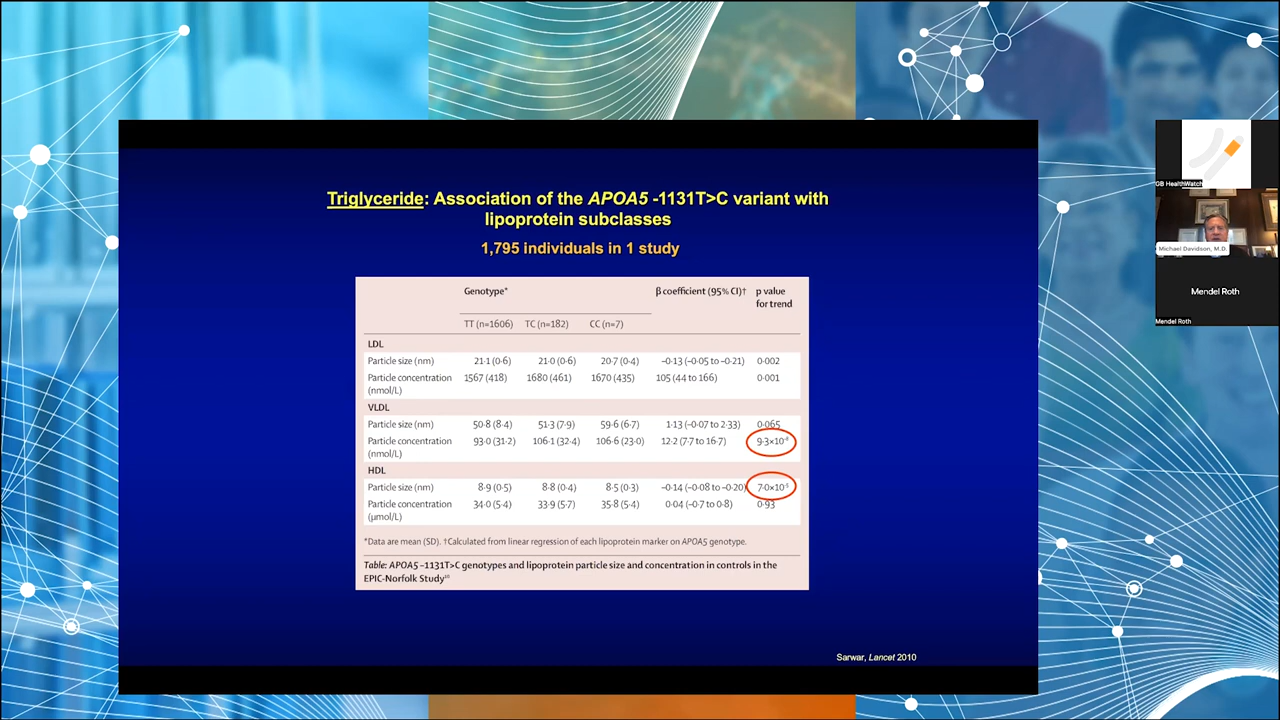 Triglyceride: Association of the APOA5 -1131T>C variant with
lipoprotein subclasses
1,795 individuals in 1 study
Genotype* β coefficient (95% CI)† p value
for trend
TT (n=1606) TC (n=182) CC (n=7)
LDL
Particle size (nm) 21·1 (0·6) 21·0 (0·6) 20·7 (0·4) –0·13 (–0·05 to –0·21) 0·002
Particle concentration 1567 (418) 1680 (461) 1670 (435) 105 (44 to 166) 0·001
(nmol/L)
VLDL
Particle size (nm) 50·8 (8·4) 51·3 (7·9) 59·6 (6·7) 1·13 (–0·07 to 2·33) 0·065
Particle concentration 93·0 (31·2) 106·1 (32·4) 106·6 (23·0) 12·2 (7·7 to 16·7)
(nmol/L)
HDL
Particle size (nm) 8·9 (0·5) 8·8 (0·4) 8·5 (0·3) –0·14 (–0·08 to –0·20) 7·0×10⁻⁵
Particle concentration 34·0 (5·4) 33·9 (5·7) 35·8 (5·4) 0·04 (–0·7 to 0·8) 0·93
(μmol/L)
*Data are mean (SD). †Calculated from linear regression of each lipoprotein marker on APOA5 genotype.
Table: APOA5 –1131T>C genotypes and lipoprotein particle size and concentration in controls in the
EPIC-Norfolk Study
Sarwar, Lancet 2010
GB HealthWatch
Michael Davidson, M.D.
Mendel Roth
Mendel Roth